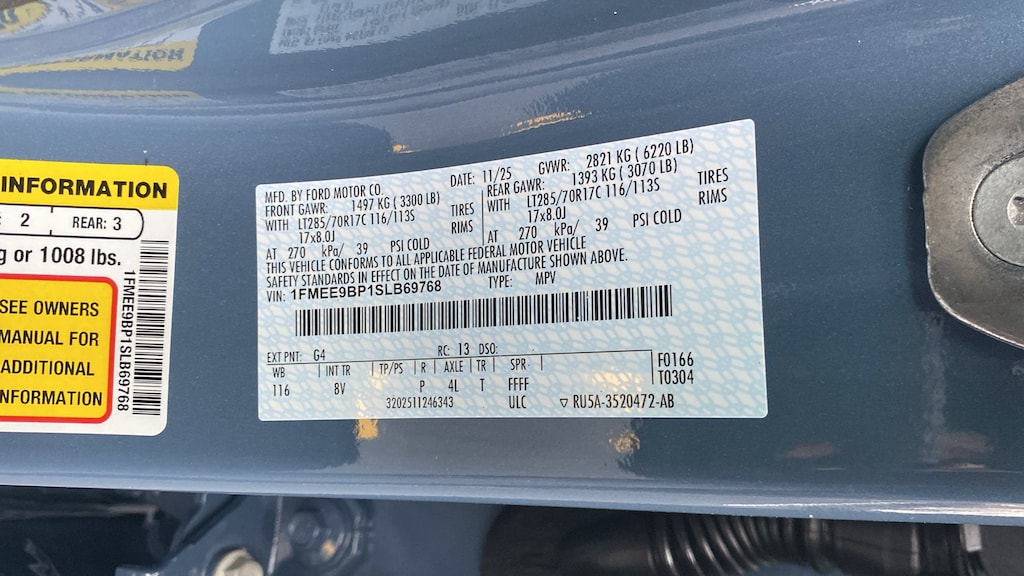 INFORMATION
2 REAR: 3
g or 1008 lbs.
SEE OWNERS
MANUAL FOR
ADDITIONAL
INFORMATION
1FMEE9BP1SLB69768
MFD. BY FORD MOTOR CO. DATE: 11/25 GVWR: 2821 KG ( 6220 LB)
FRONT GAWR: 1497 KG ( 3300 LB) REAR GAWR: 1393 KG ( 3070 LB)
WITH LT285/70R17C 116/113S TIRES WITH LT285/70R17C 116/113S TIRES
17x8.0J RIMS 17x8.0J RIMS
AT 270 kPa/ 39 PSI COLD AT 270 kPa/ 39 PSI COLD
THIS VEHICLE CONFORMS TO ALL APPLICABLE FEDERAL MOTOR VEHICLE
SAFETY STANDARDS IN EFFECT ON THE DATE OF MANUFACTURE SHOWN ABOVE.
VIN: 1FMEE9BP1SLB69768 TYPE: MPV
EXT PNT: G4 RC: 13 DSO:
WB INT TR TP/PS R AXLE TR SPR F0166
116 8V P 4L T FFFF T0304
3202511246343 ULC ▽ RU5A-3520472-AB